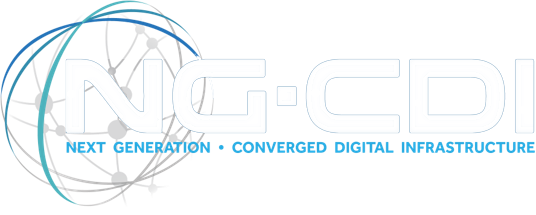 NG-CDI
NEXT GENERATION • CONVERGED DIGITAL INFRASTRUCTURE